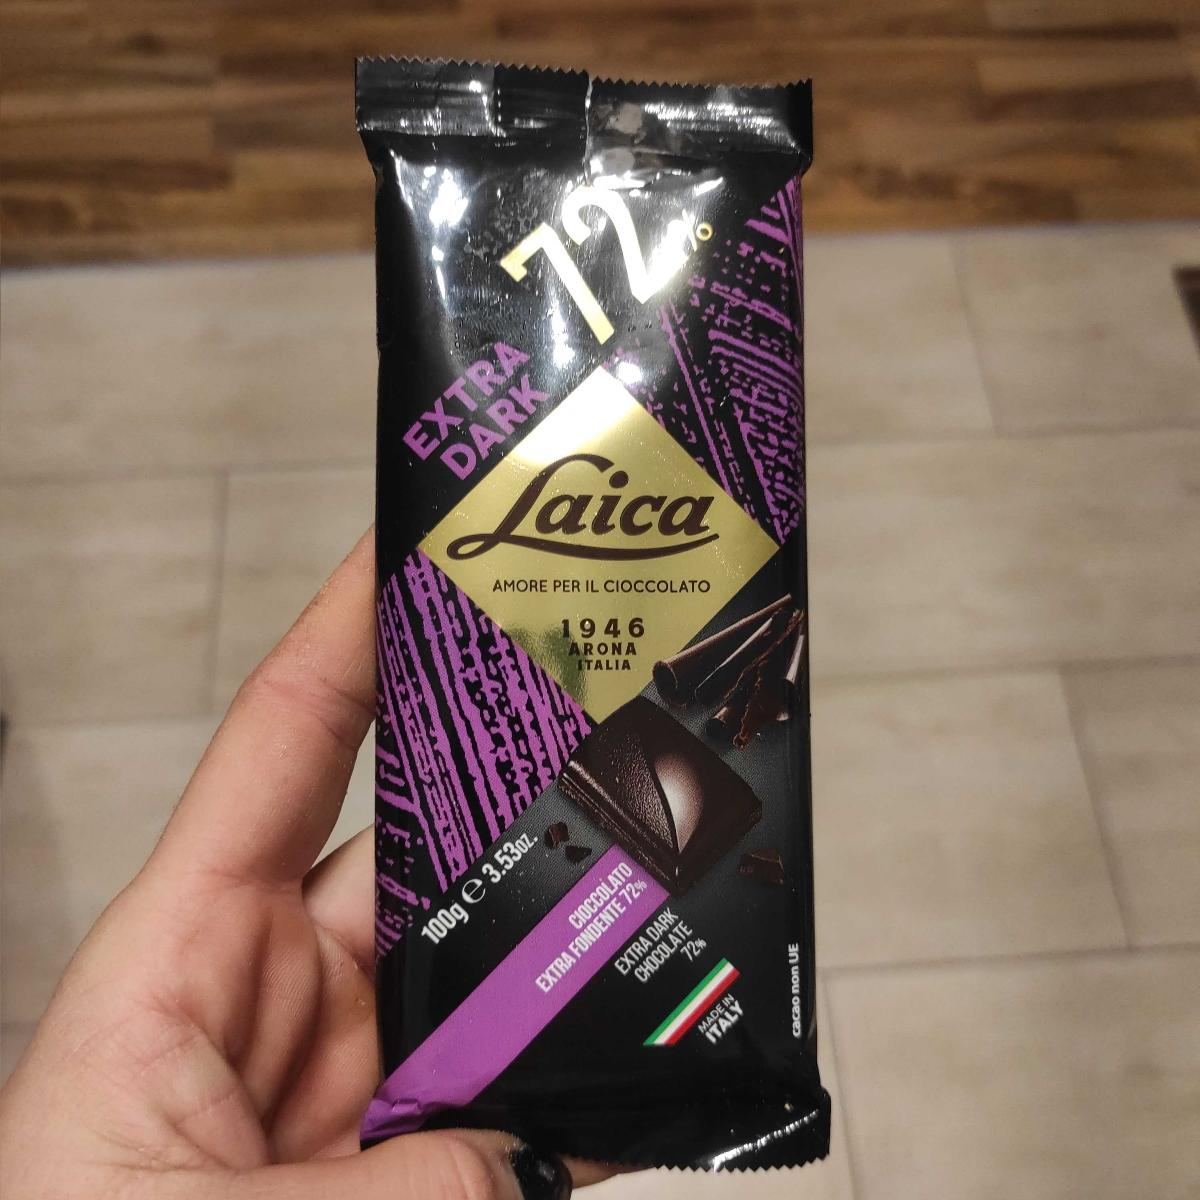 72%
EXTRA
DARK
Laica
AMORE PER IL CIOCCOLATO
1946
ARONA
ITALIA
100g ℮ 3.53oz.
CIOCCOLATO
EXTRA FONDENTE 72%
EXTRA DARK
CHOCOLATE
72%
MADE IN
ITALY
cacao non UE